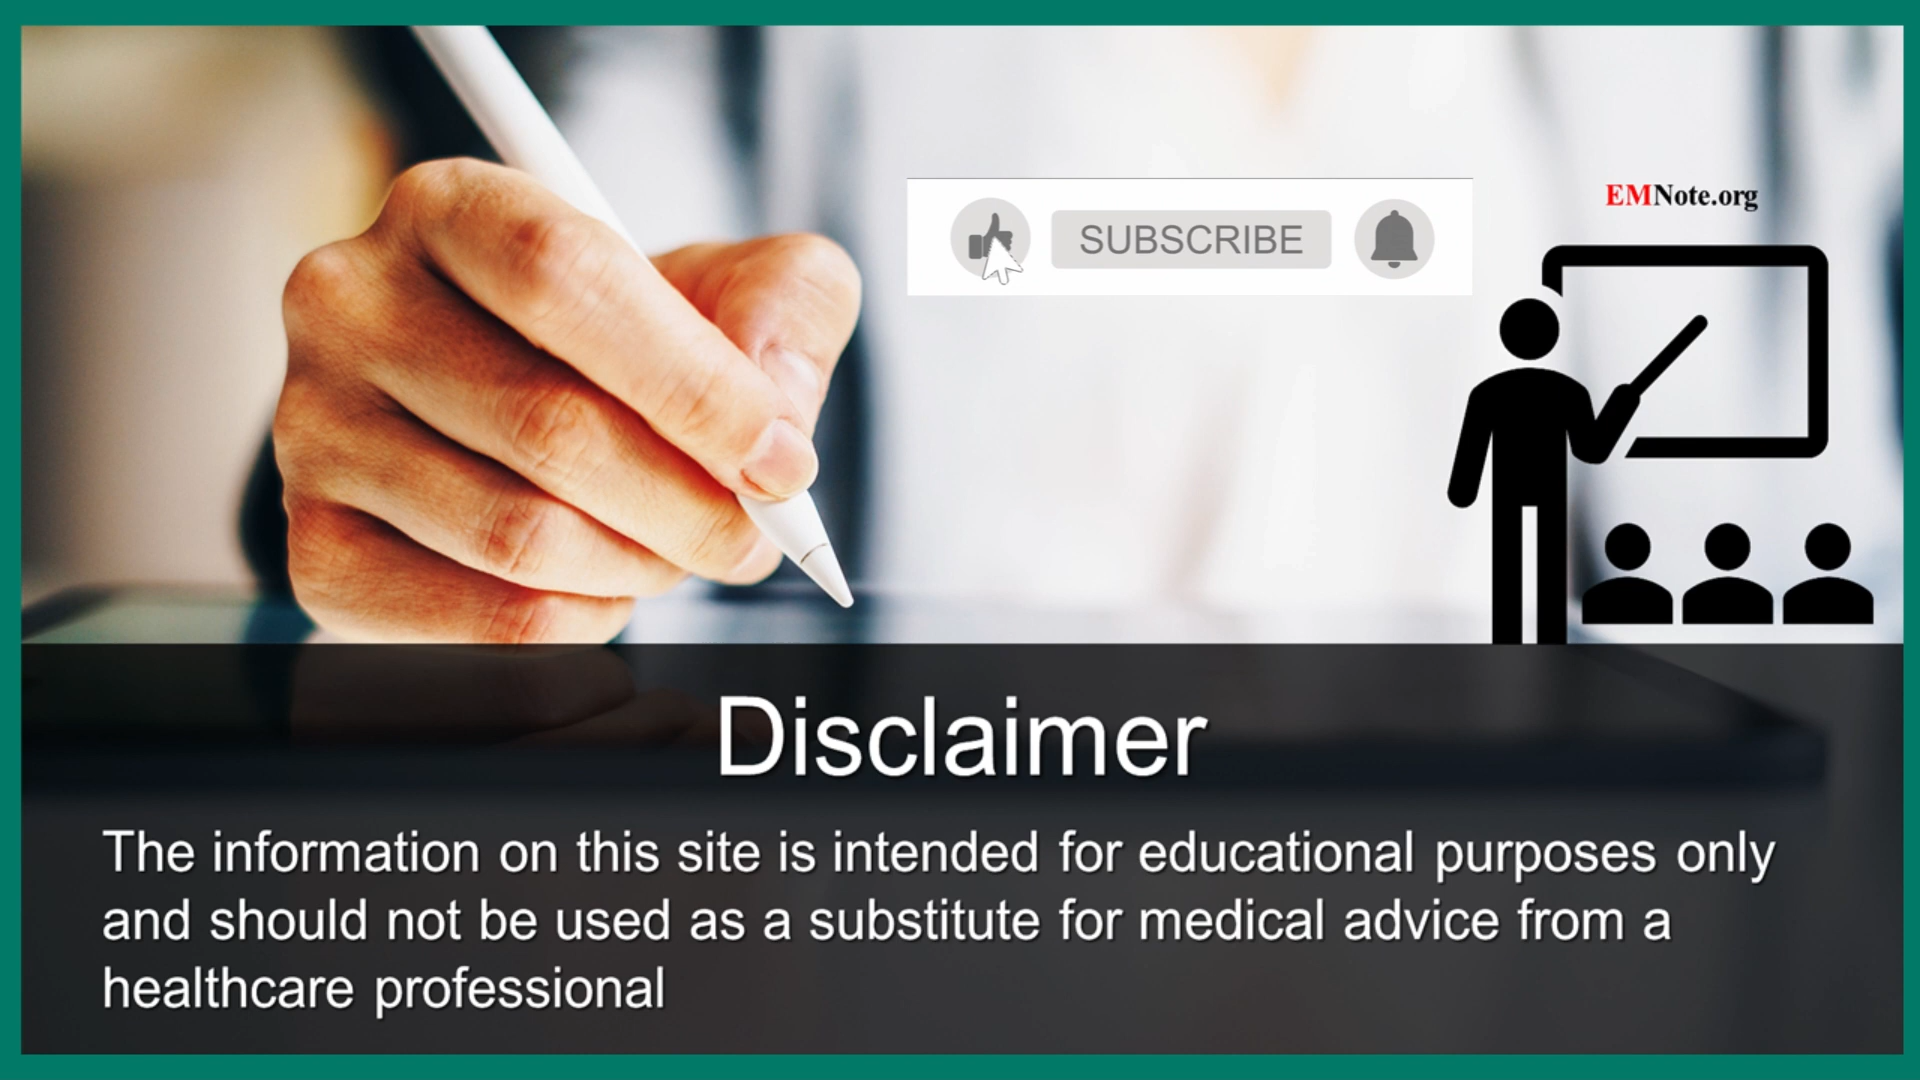 SUBSCRIBE
EMNote.org
Disclaimer
The information on this site is intended for educational purposes only
and should not be used as a substitute for medical advice from a
healthcare professional